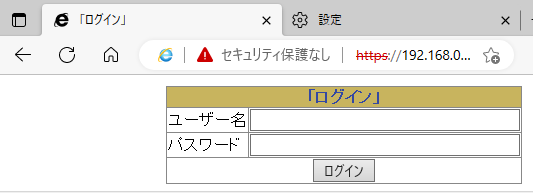 「ログイン」
設定
セキュリティ保護なし
https://192.168.0...
「ログイン」
ユーザー名
パスワード
ログイン